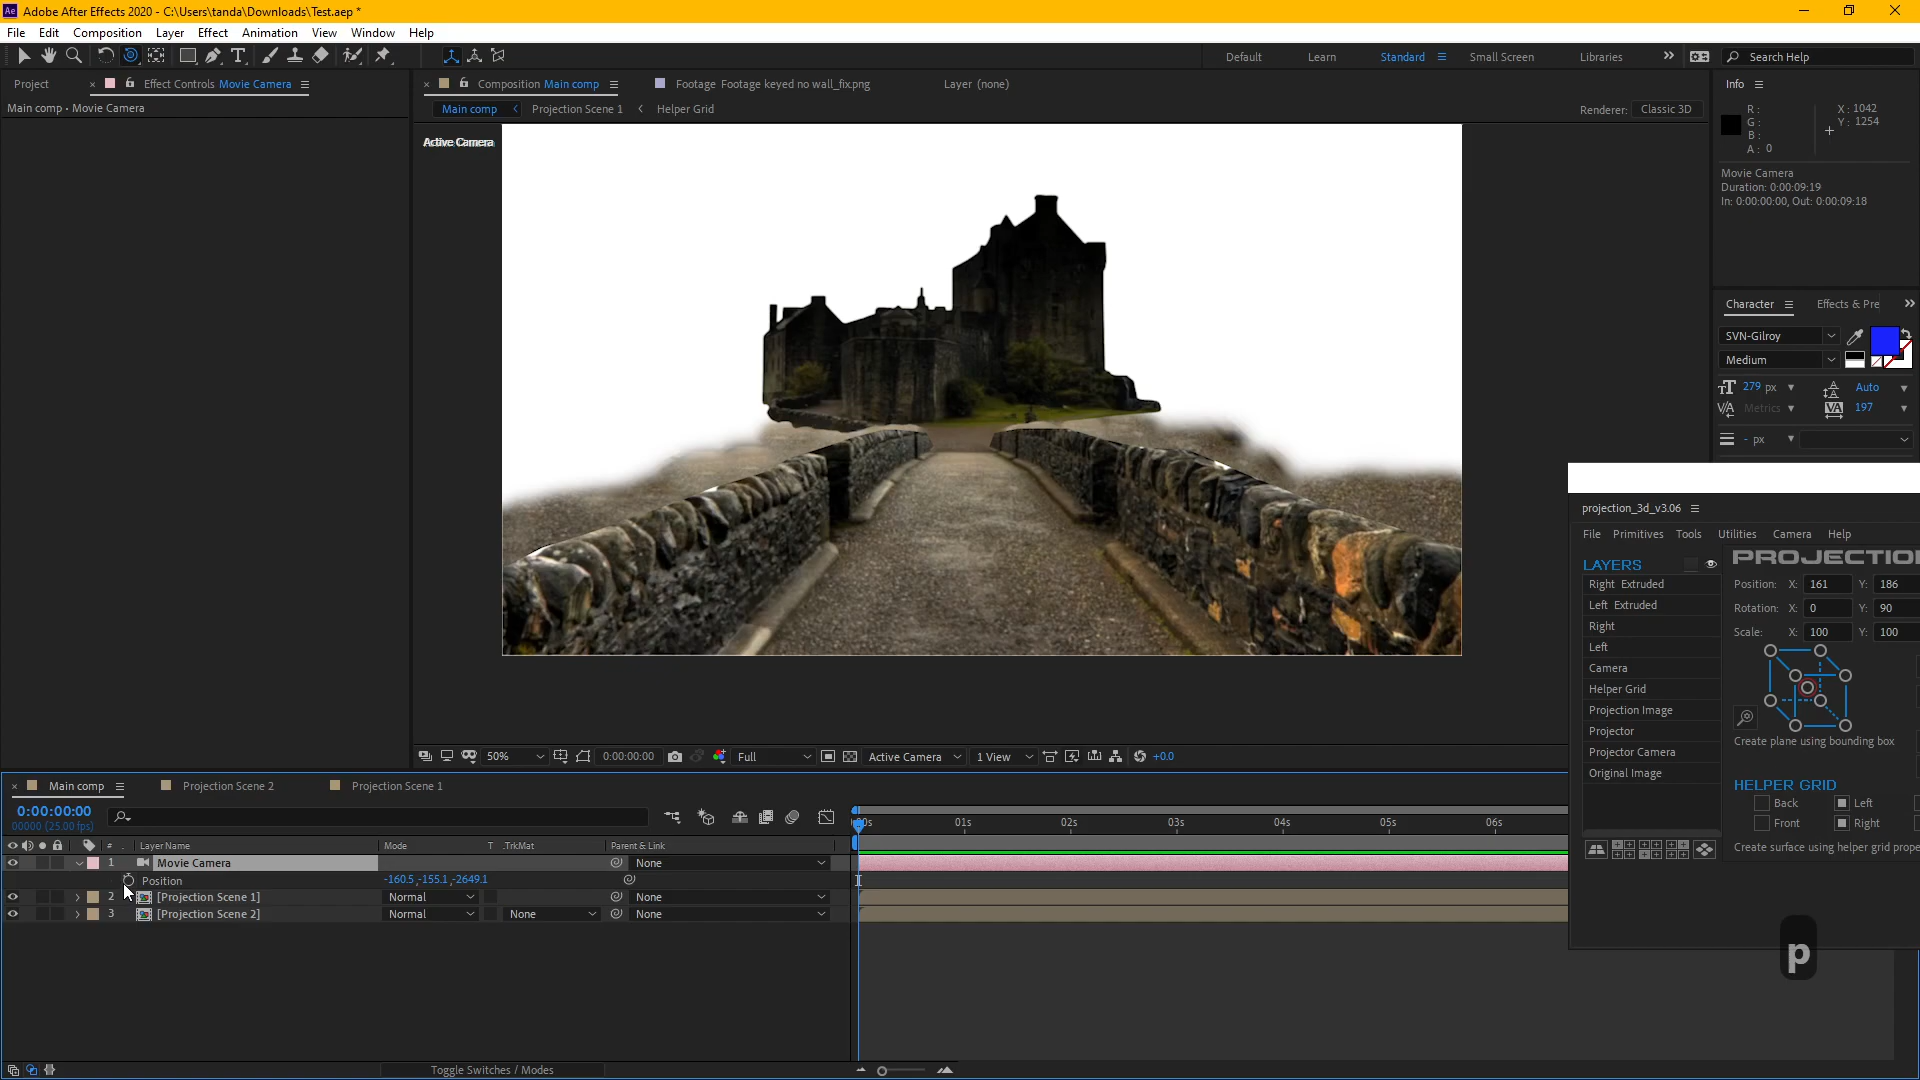 Adobe After Effects 2020 - C:\Users\tanda\Downloads\Test.aep *
File Edit Composition Layer Effect Animation View Window Help
Default Learn Standard Small Screen Libraries Search Help
Project Effect Controls Movie Camera Composition Main comp Footage Footage keyed no wall_fix.png Layer (none) Info
Main comp • Movie Camera Main comp Projection Scene 1 Helper Grid Renderer: Classic 3D
Active Camera
R: X: 1042
G: Y: 1254
B:
A: 0
Movie Camera
Duration: 0:00:09:19
In: 0:00:00:00, Out: 0:00:09:18
Character Effects & Pre
SVN-Gilroy
Medium
279 px Auto
Metrics 197
- px
projection_3d_v3.06
File Primitives Tools Utilities Camera Help
LAYERS PROJECTIO
Right Extruded Position: X: 161 Y: 186
Left Extruded Rotation: X: 0 Y: 90
Right Scale: X: 100 Y: 100
Left
Camera
Helper Grid
Projection Image
Projector
Projector Camera Create plane using bounding box
Original Image
HELPER GRID
Back Left
Front Right
Create surface using helper grid prope
50% 0:00:00:00 Full Active Camera 1 View +0.0
Main comp Projection Scene 2 Projection Scene 1
0:00:00:00
00000 (25.00 fps)
:00s 01s 02s 03s 04s 05s 06s
# . Layer Name Mode T .TrkMat Parent & Link
1 Movie Camera None
Position -160.5,-155.1,-2649.1
2 [Projection Scene 1] Normal None
3 [Projection Scene 2] Normal None None
p
Toggle Switches / Modes